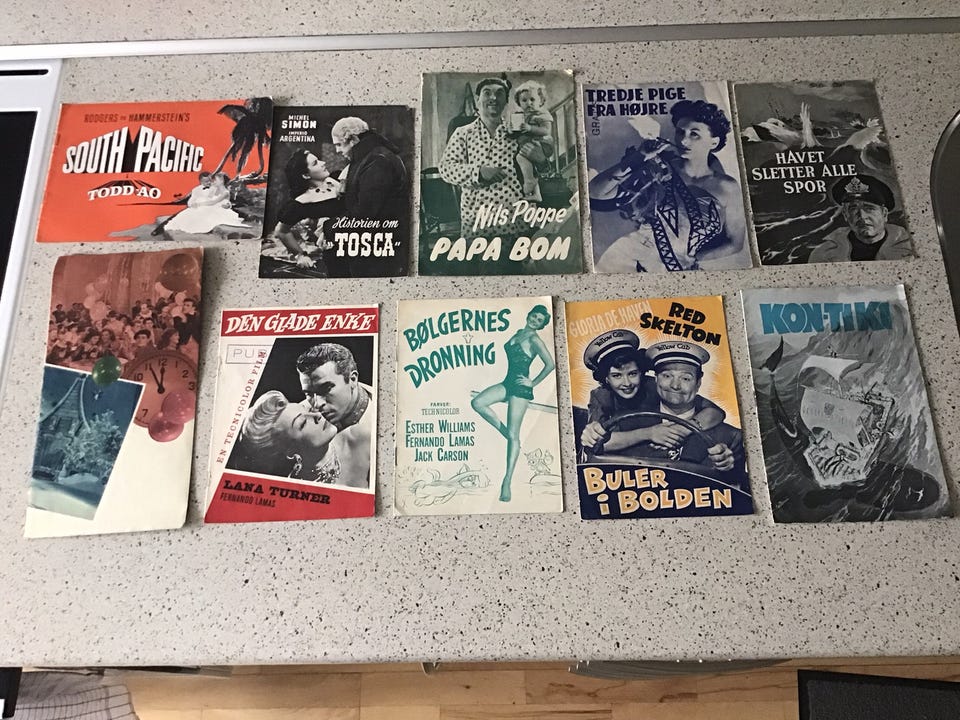 RODGERS og HAMMERSTEIN'S
SOUTH PACIFIC
TODD-AO
MICHEL
SIMON
IMPERIO
ARGENTINA
Historien om
"TOSCA"
Nils Poppe
PAPA BOM
TREDJE PIGE
FRA HØJRE
HAVET
SLETTER ALLE
SPOR
DEN GLADE ENKE
EN TECHNICOLOR FILM
LANA TURNER
FERNANDO LAMAS
BØLGERNES
DRONNING
FARVER:
TECHNICOLOR
ESTHER WILLIAMS
FERNANDO LAMAS
JACK CARSON
GLORIA DE HAVEN
RED
SKELTON
Yellow Cab
Yellow Cab
BULER
i BOLDEN
KON-TIKI